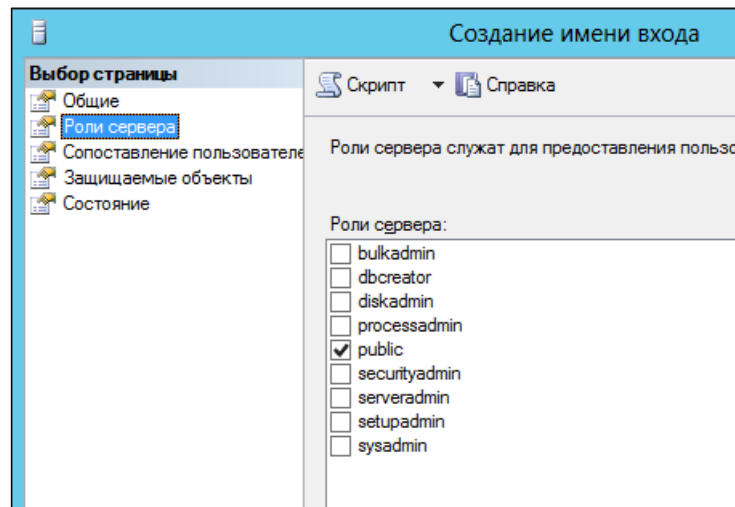 Создание имени входа
Выбор страницы
Общие
Роли сервера
Сопоставление пользователе
Защищаемые объекты
Состояние
Скрипт
Справка
Роли сервера служат для предоставления пользо
Роли сервера:
bulkadmin
dbcreator
diskadmin
processadmin
public
securityadmin
serveradmin
setupadmin
sysadmin